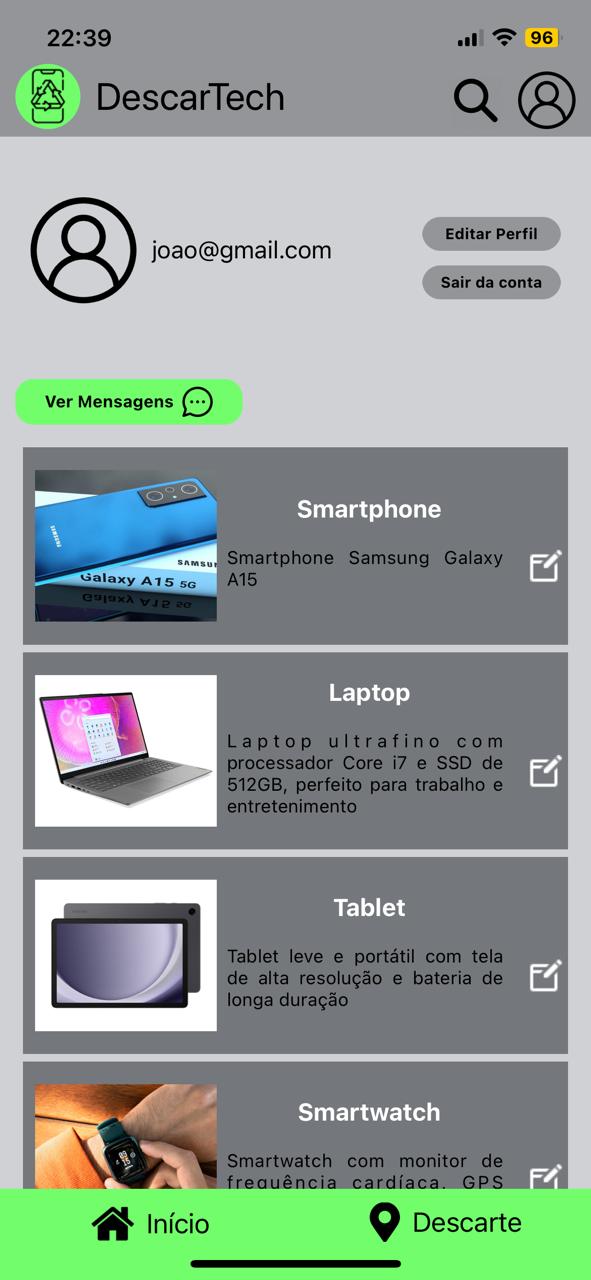 22:39
96
DescarTech
joao@gmail.com
Editar Perfil
Sair da conta
Ver Mensagens
Smartphone
Smartphone Samsung Galaxy
A15
SAMSU
Galaxy A15 5G
Laptop
Laptop ultrafino com
processador Core i7 e SSD de
512GB, perfeito para trabalho e
entretenimento
Tablet
Tablet leve e portátil com tela
de alta resolução e bateria de
longa duração
Smartwatch
Smartwatch com monitor de
frequência cardíaca, GPS
Início
Descarte